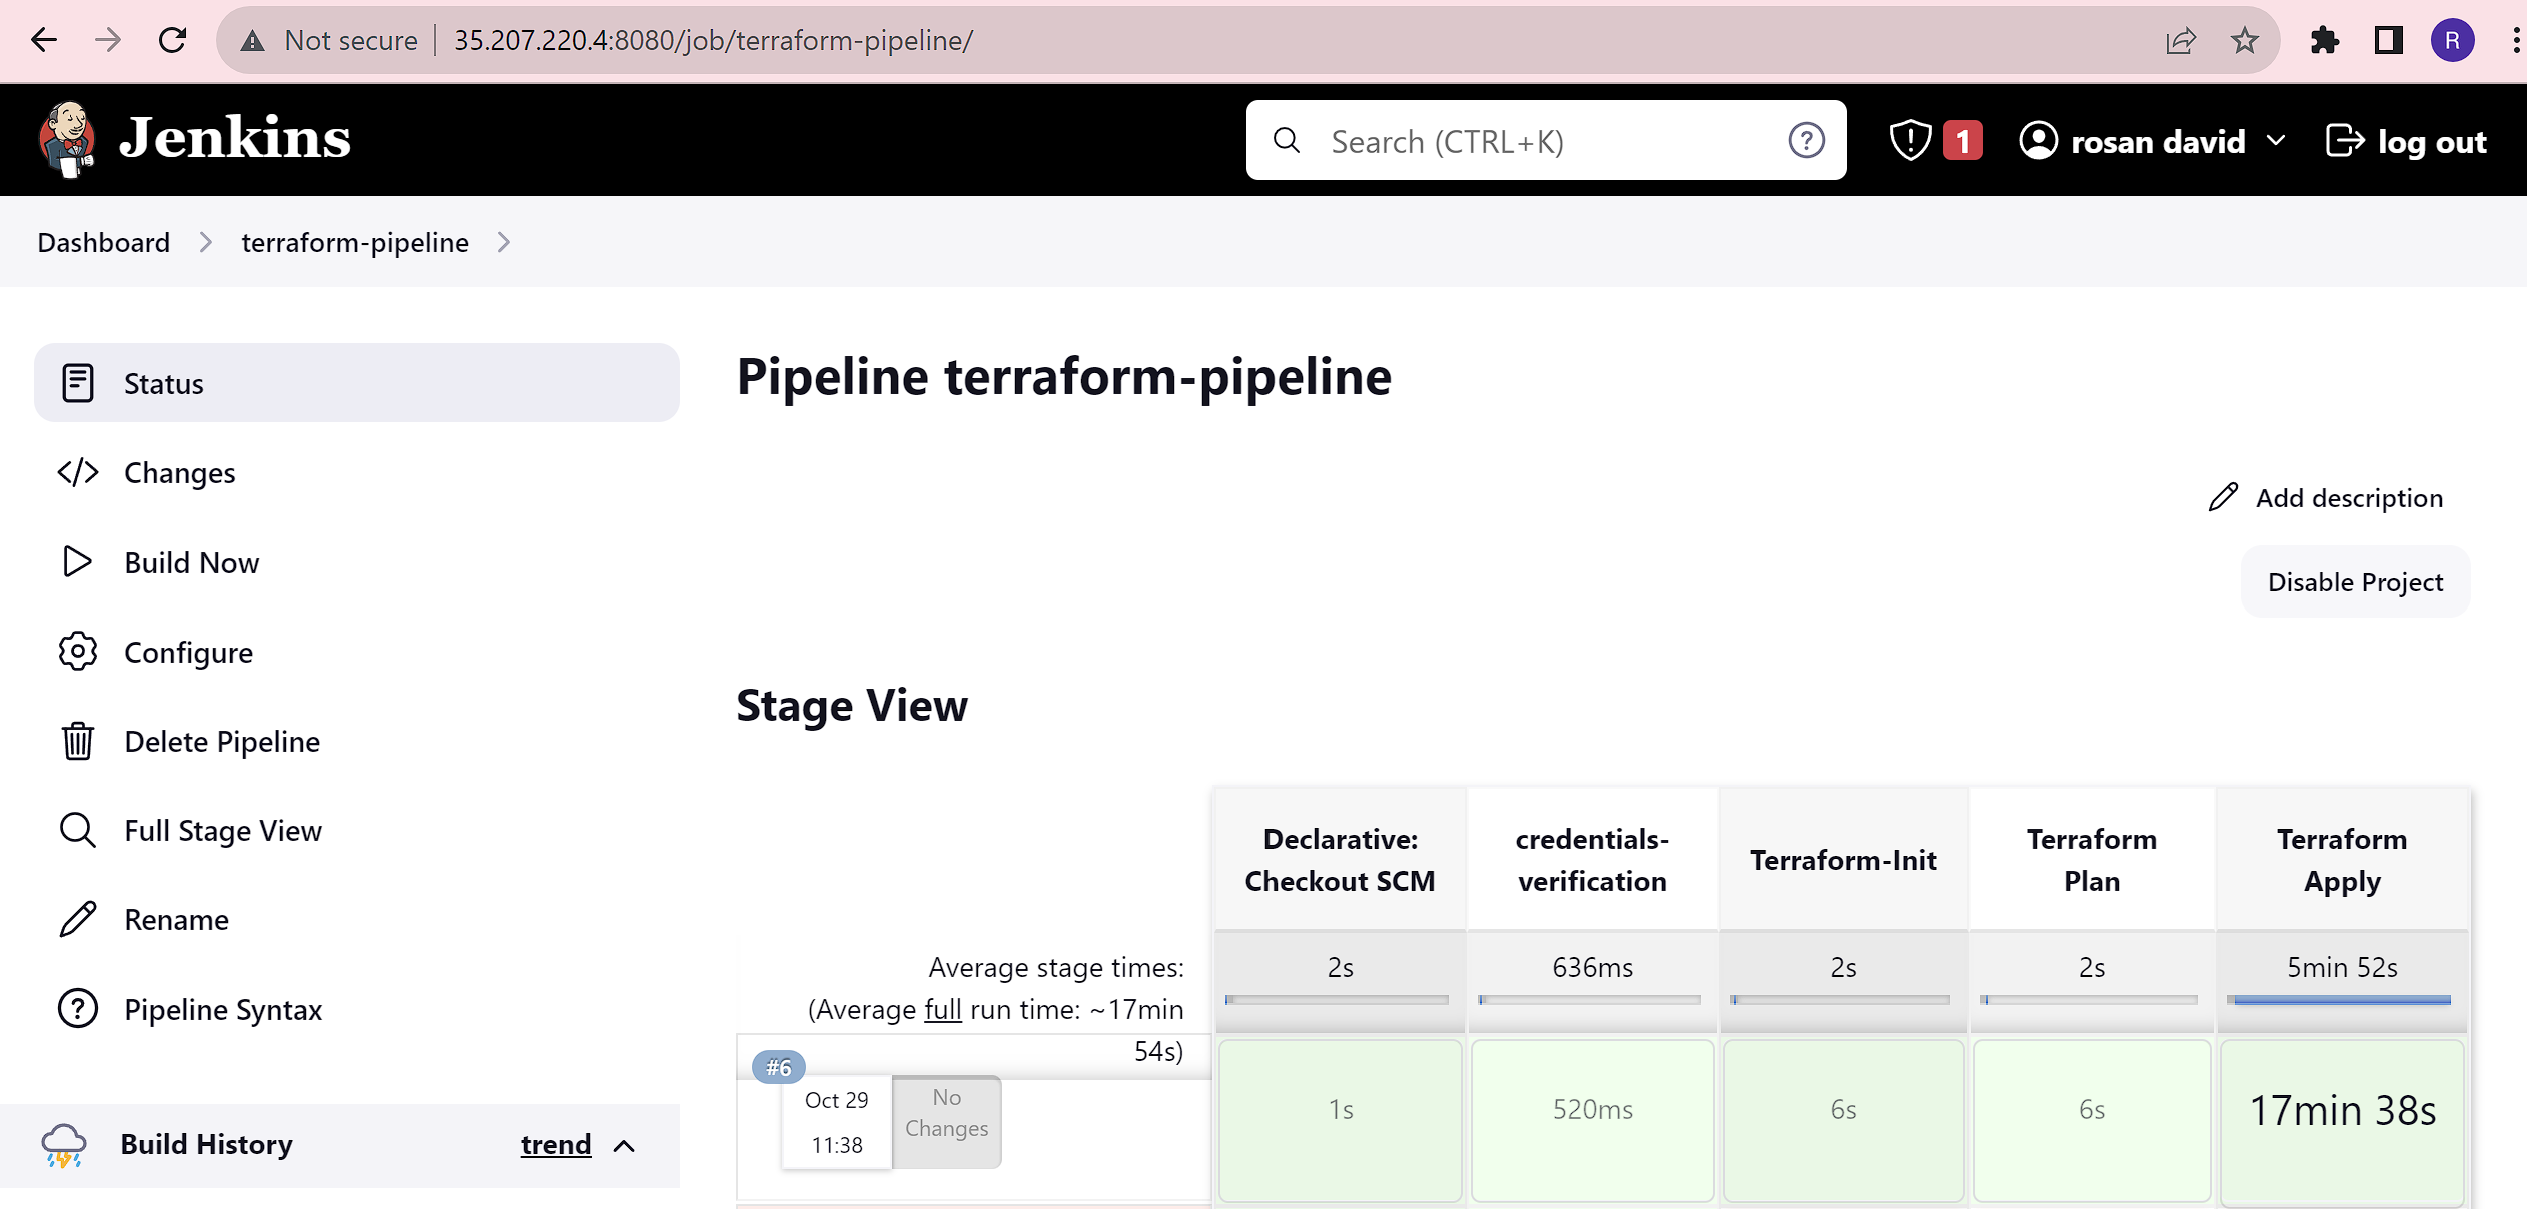 Not secure | 35.207.220.4:8080/job/terraform-pipeline/
R
Jenkins
Search (CTRL+K)
?
1
rosan david
log out
Dashboard
terraform-pipeline
Status
Changes
Build Now
Configure
Delete Pipeline
Full Stage View
Rename
Pipeline Syntax
Build History
trend
Pipeline terraform-pipeline
Add description
Disable Project
Stage View
Declarative:
Checkout SCM
credentials-
verification
Terraform-Init
Terraform
Plan
Terraform
Apply
Average stage times:
(Average full run time: ~17min
54s)
2s
636ms
2s
2s
5min 52s
#6
Oct 29
11:38
No
Changes
1s
520ms
6s
6s
17min 38s